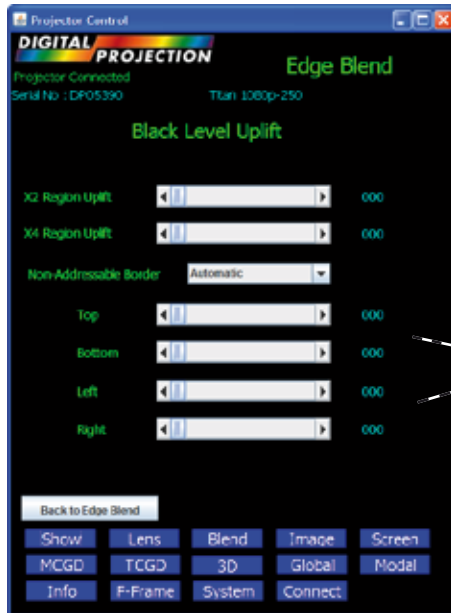 Projector Control
DIGITAL
PROJECTION
Edge Blend
Projector Connected
Serial No : DP05390 Titan 1080p-250
Black Level Uplift
X2 Region Uplift 000
X4 Region Uplift 000
Non-Addressable Border Automatic
Top 000
Bottom 000
Left 000
Right 000
Back to Edge Blend
Show Lens Blend Image Screen
MCGD TCGD 3D Global Modal
Info F-Frame System Connect